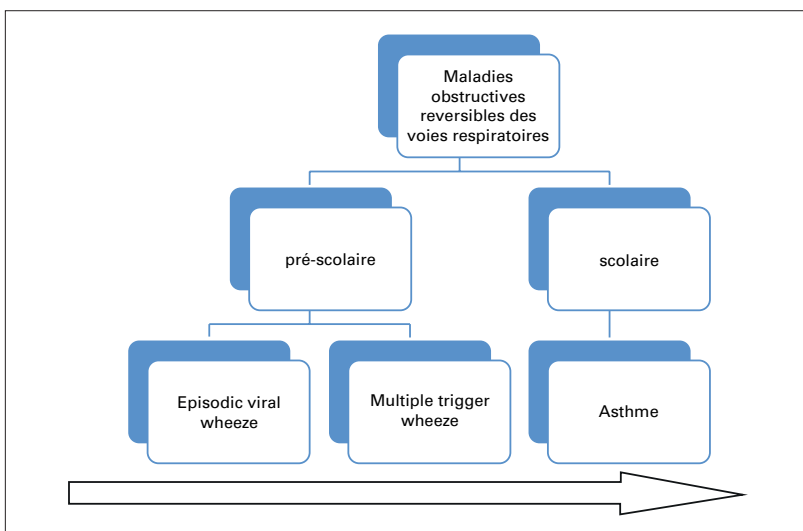 Maladies
obstructives
reversibles des
voies respiratoires
pré-scolaire
scolaire
Episodic viral
wheeze
Multiple trigger
wheeze
Asthme